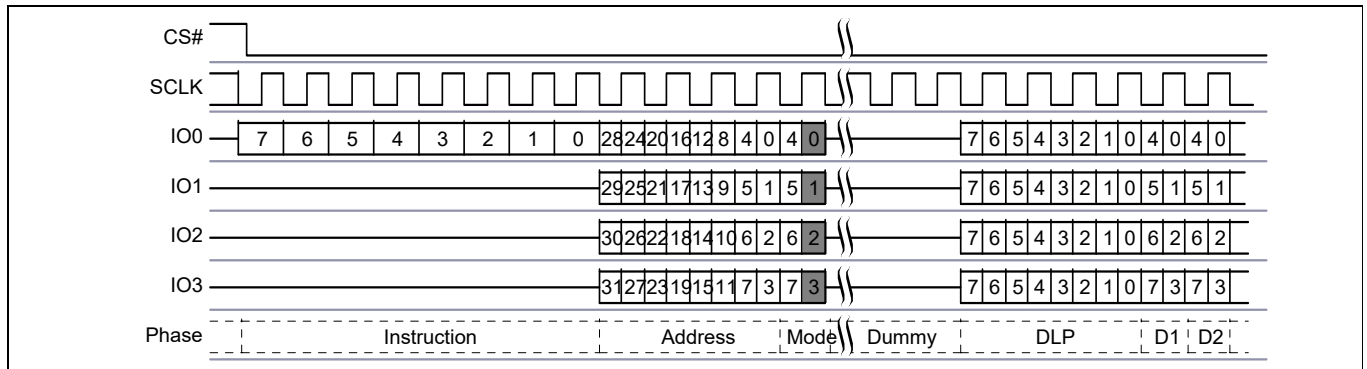 CS#
SCLK
IO0 7 6 5 4 3 2 1 0 28 24 20 16 12 8 4 0 4 0 7 6 5 4 3 2 1 0 4 0 4 0
IO1 29 25 21 17 13 9 5 1 5 1 7 6 5 4 3 2 1 0 5 1 5 1
IO2 30 26 22 18 14 10 6 2 6 2 7 6 5 4 3 2 1 0 6 2 6 2
IO3 31 27 23 19 15 11 7 3 7 3 7 6 5 4 3 2 1 0 7 3 7 3
Phase Instruction Address Mode Dummy DLP D1 D2